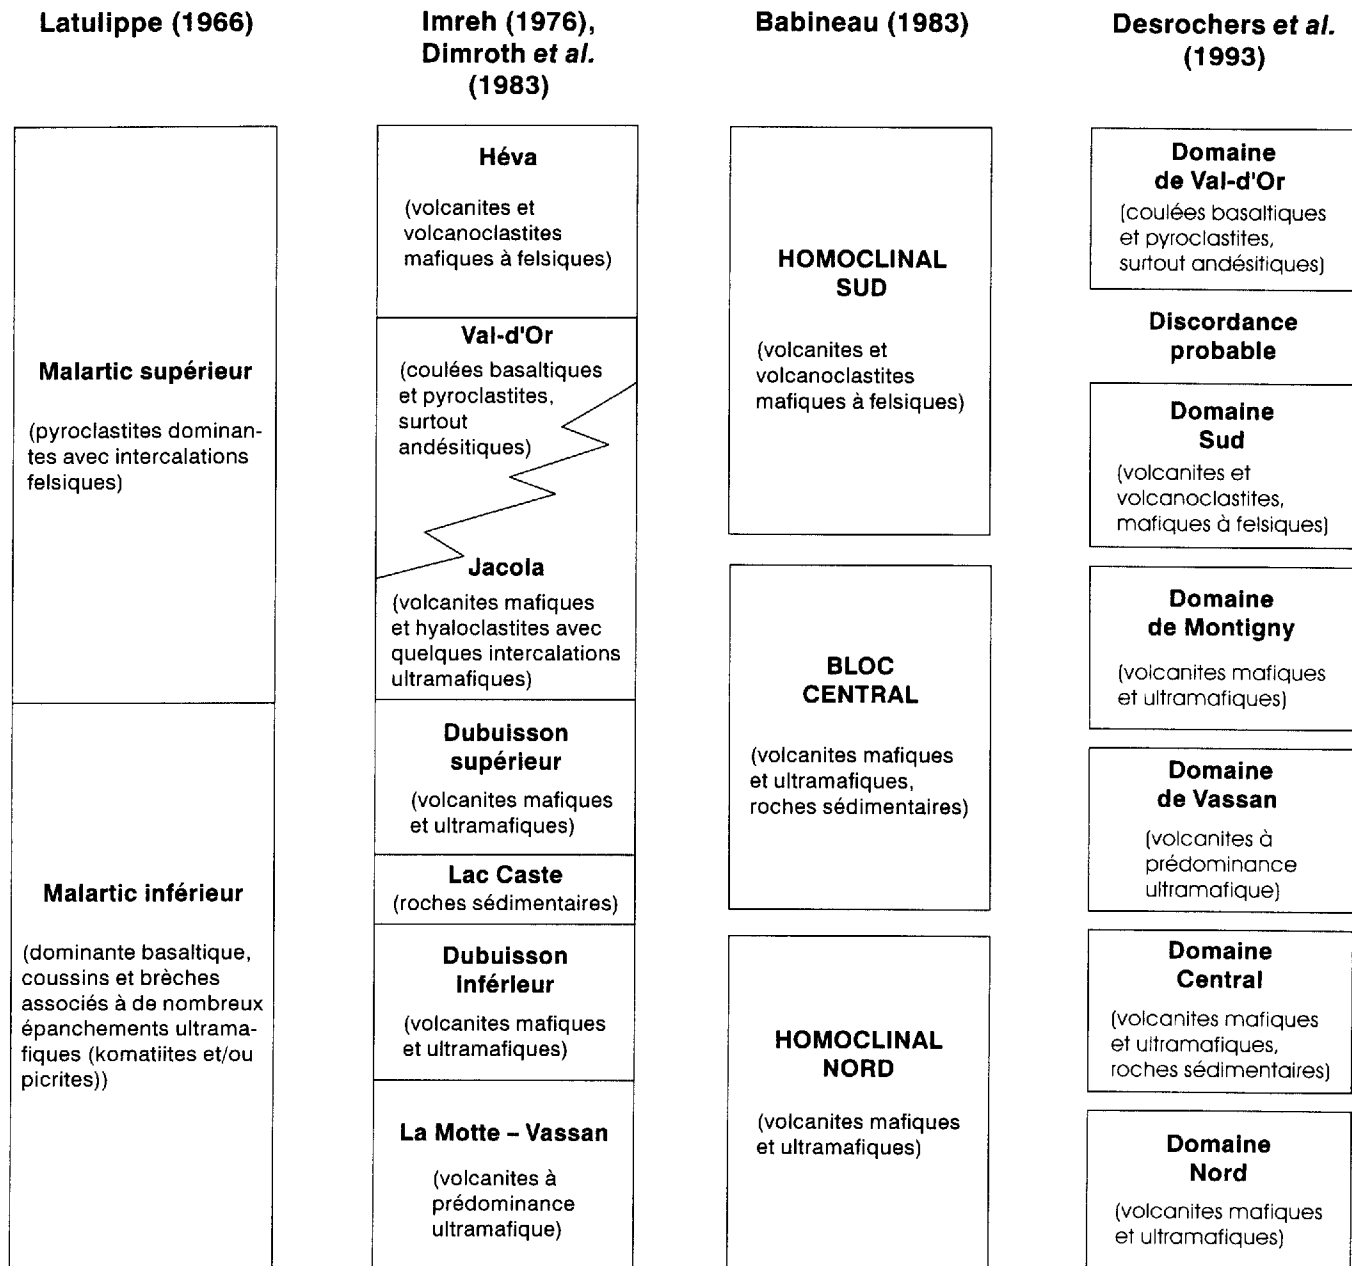 Latulippe (1966)
Malartic supérieur
(pyroclastites dominan-
tes avec intercalations
felsiques)
Malartic inférieur
(dominante basaltique,
coussins et brèches
associés à de nombreux
épanchements ultrama-
fiques (komatiites et/ou
picrites))
Imreh (1976),
Dimroth et al.
(1983)
Héva
(volcanites et
volcanoclastites
mafiques à felsiques)
Val-d'Or
(coulées basaltiques
et pyroclastites,
surtout
andésitiques)
Jacola
(volcanites mafiques
et hyaloclastites avec
quelques intercalations
ultramafiques)
Dubuisson
supérieur
(volcanites mafiques
et ultramafiques)
Lac Caste
(roches sédimentaires)
Dubuisson
inférieur
(volcanites mafiques
et ultramafiques)
La Motte – Vassan
(volcanites à
prédominance
ultramafique)
Babineau (1983)
HOMOCLINAL
SUD
(volcanites et
volcanoclastites
mafiques à felsiques)
BLOC
CENTRAL
(volcanites mafiques
et ultramafiques,
roches sédimentaires)
HOMOCLINAL
NORD
(volcanites mafiques
et ultramafiques)
Desrochers et al.
(1993)
Domaine
de Val-d'Or
(coulées basaltiques
et pyroclastites,
surtout andésitiques)
Discordance
probable
Domaine
Sud
(volcanites et
volcanoclastites,
mafiques à felsiques)
Domaine
de Montigny
(volcanites mafiques
et ultramafiques)
Domaine
de Vassan
(volcanites à
prédominance
ultramafique)
Domaine
Central
(volcanites mafiques
et ultramafiques,
roches sédimentaires)
Domaine
Nord
(volcanites mafiques
et ultramafiques)